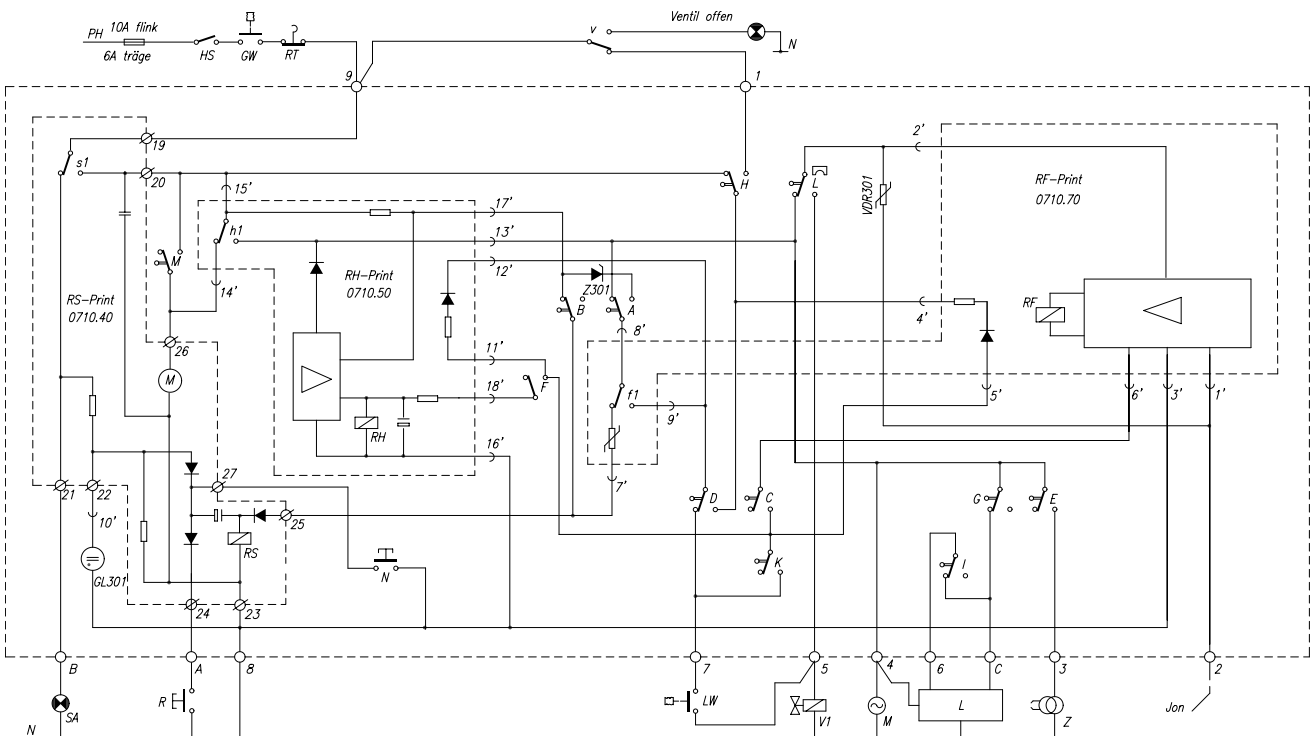 Ventil offen
PH 10A flink
v
N
6A träge
HS
GW
RT
9
1
19
2'
s1
20
15'
H
L
VDR301
RF-Print
0710.70
17'
h1
13'
12'
M
RH-Print
0710.50
Z301
RS-Print
0710.40
14'
B
A
8'
4'
RF
26
11'
M
F
18'
f1
5'
6'
3'
1'
9'
RH
16'
27
7'
21
22
D
C
G
E
10'
25
RS
N
K
I
GL301
24
23
B
A
8
7
5
4
6
C
3
2
R
LW
L
SA
V1
M
Z
Jon
N